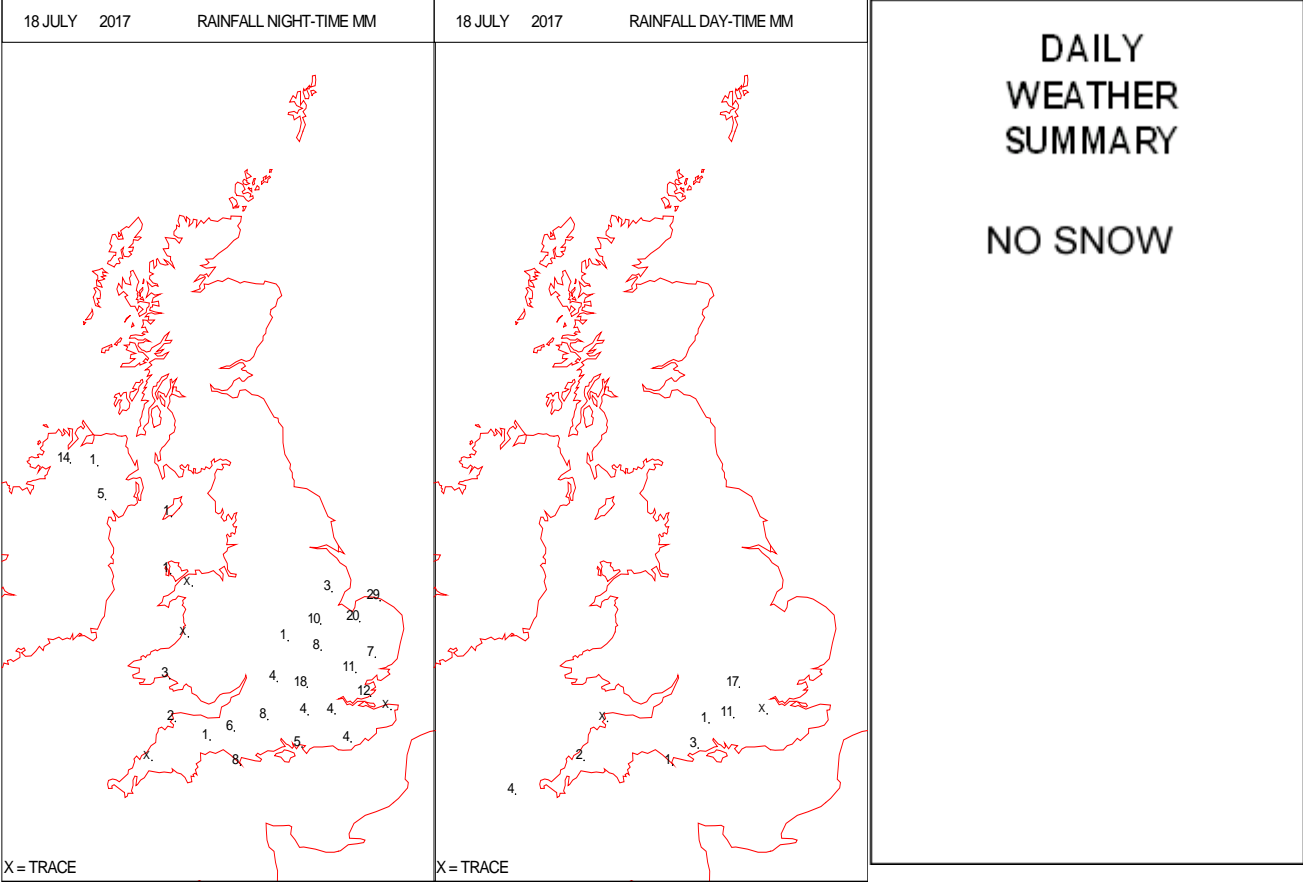 18 JULY 2017 RAINFALL NIGHT-TIME MM
14. 1.
5.
1.
1.
X.
3. 29.
10. 20.
X. 1. 8.
7.
11.
3 4. 18.
12.
X.
2. 8. 4. 4.
6.
1. 5. 4.
X. 8.
X = TRACE
18 JULY 2017 RAINFALL DAY-TIME MM
17.
X. 1. 11. X.
3.
2. 1.
4.
X = TRACE
DAILY
WEATHER
SUMMARY
NO SNOW